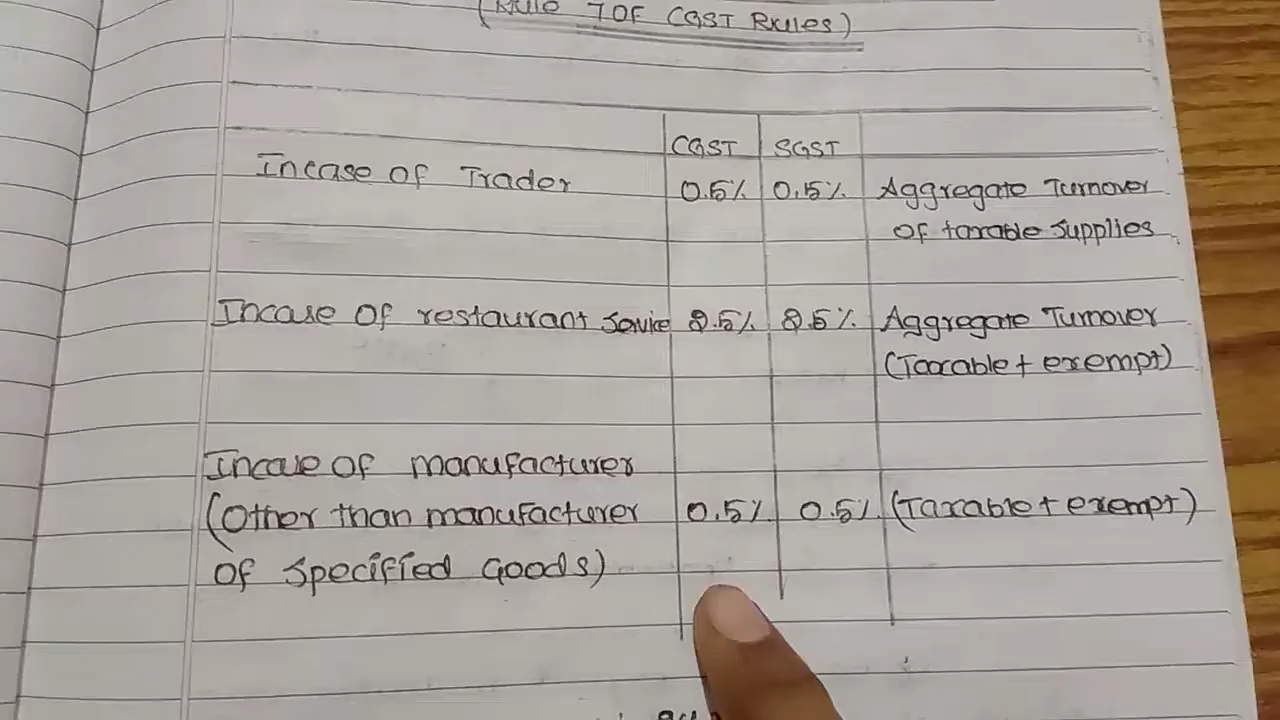 (Rule 7 OF CGST Rules)
CGST SGST
Incase of Trader 0.5% 0.5% Aggregate Turnover
of taxable supplies
Incase of restaurant Service 2.5% 2.5% Aggregate Turnover
(Taxable + exempt)
Incase of manufacturer
(Other than manufacturer 0.5% 0.5% (Taxable + exempt)
of Specified Goods)